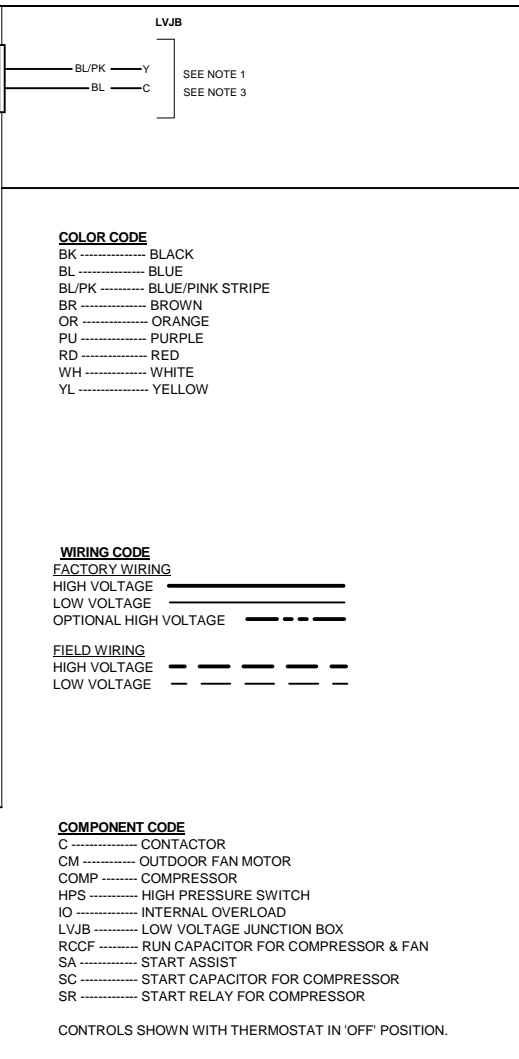 LVJB
BL/PK Y SEE NOTE 1
BL C SEE NOTE 3
COLOR CODE
BK --------------- BLACK
BL --------------- BLUE
BL/PK ---------- BLUE/PINK STRIPE
BR --------------- BROWN
OR --------------- ORANGE
PU --------------- PURPLE
RD --------------- RED
WH -------------- WHITE
YL ---------------- YELLOW
WIRING CODE
FACTORY WIRING
HIGH VOLTAGE
LOW VOLTAGE
OPTIONAL HIGH VOLTAGE
FIELD WIRING
HIGH VOLTAGE
LOW VOLTAGE
COMPONENT CODE
C --------------- CONTACTOR
CM ------------ OUTDOOR FAN MOTOR
COMP -------- COMPRESSOR
HPS ----------- HIGH PRESSURE SWITCH
IO -------------- INTERNAL OVERLOAD
LVJB ---------- LOW VOLTAGE JUNCTION BOX
RCCF --------- RUN CAPACITOR FOR COMPRESSOR & FAN
SA ------------- START ASSIST
SC ------------- START CAPACITOR FOR COMPRESSOR
SR ------------- START RELAY FOR COMPRESSOR
CONTROLS SHOWN WITH THERMOSTAT IN 'OFF' POSITION.